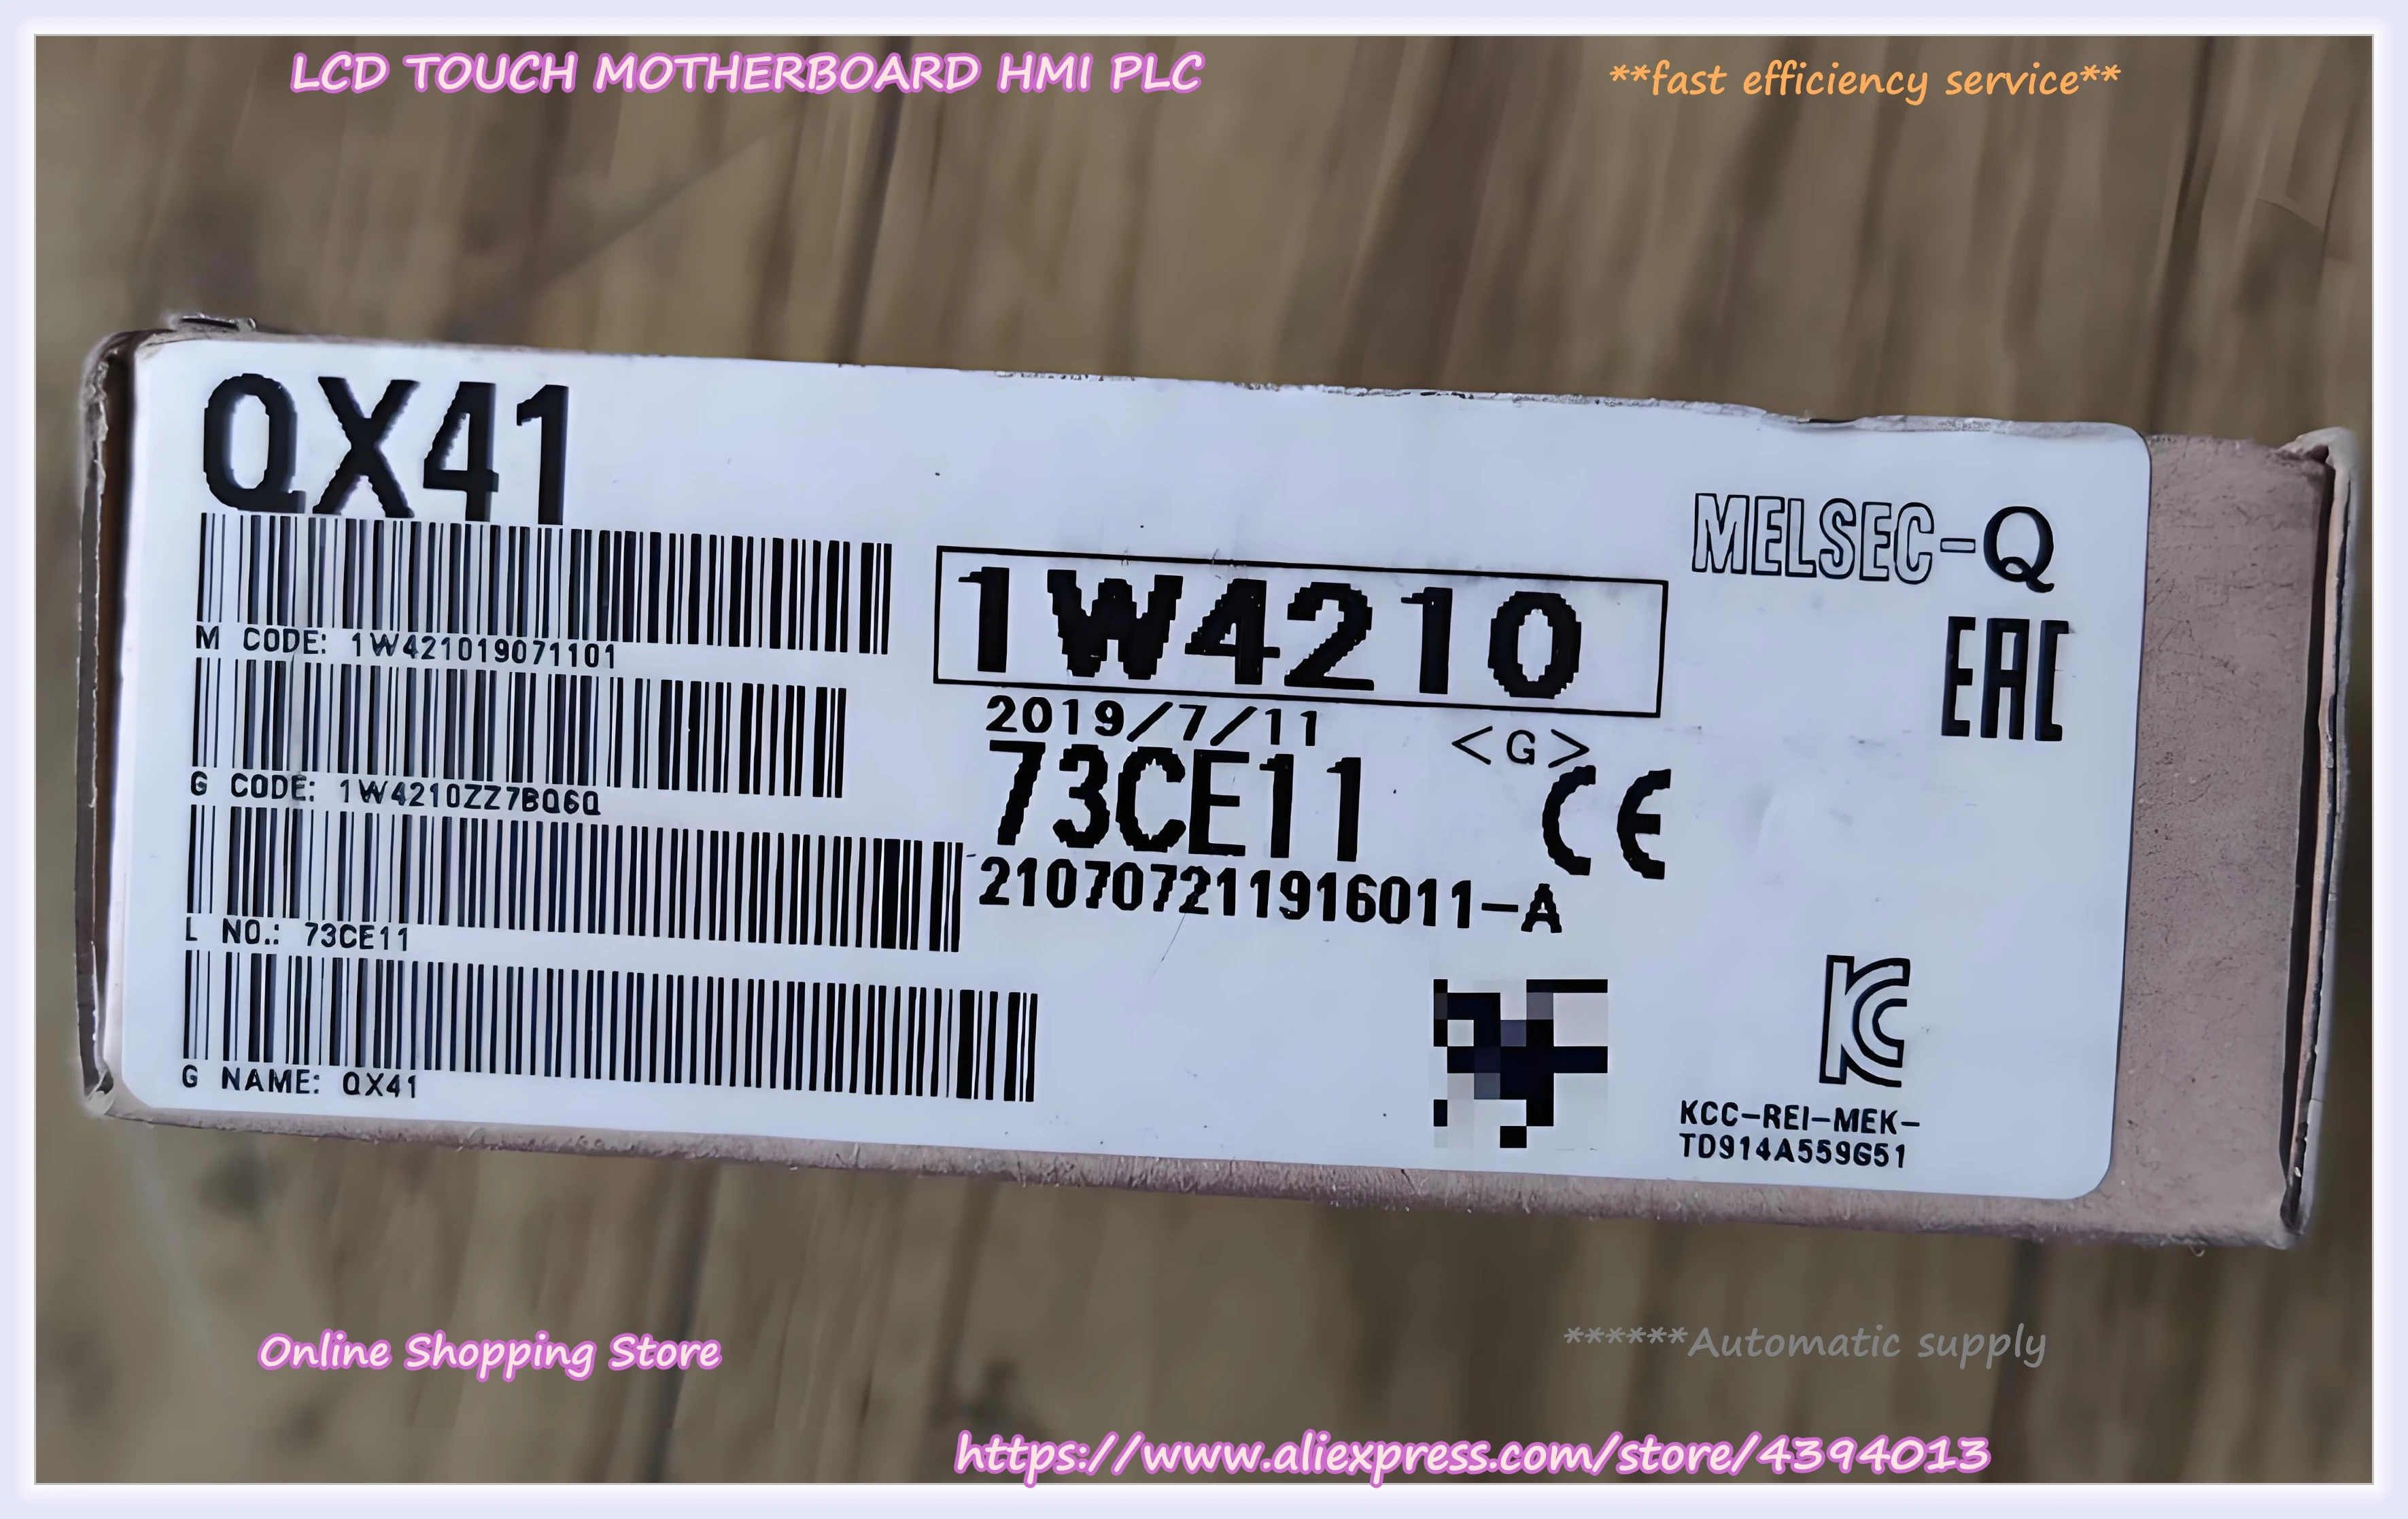 LCD TOUCH MOTHERBOARD HMI PLC
**fast efficiency service**
QX41
MELSEC-Q
1W4210
EAC
M CODE: 1W421019071101
2019/7/11
<G>
73CE11
CE
G CODE: 1W4210ZZ7BQ6Q
210707211916011-A
L NO.: 73CE11
KC
G NAME: QX41
KCC-REI-MEK-
TD914A559G51
Online Shopping Store
******Automatic supply
https://www.aliexpress.com/store/4394013